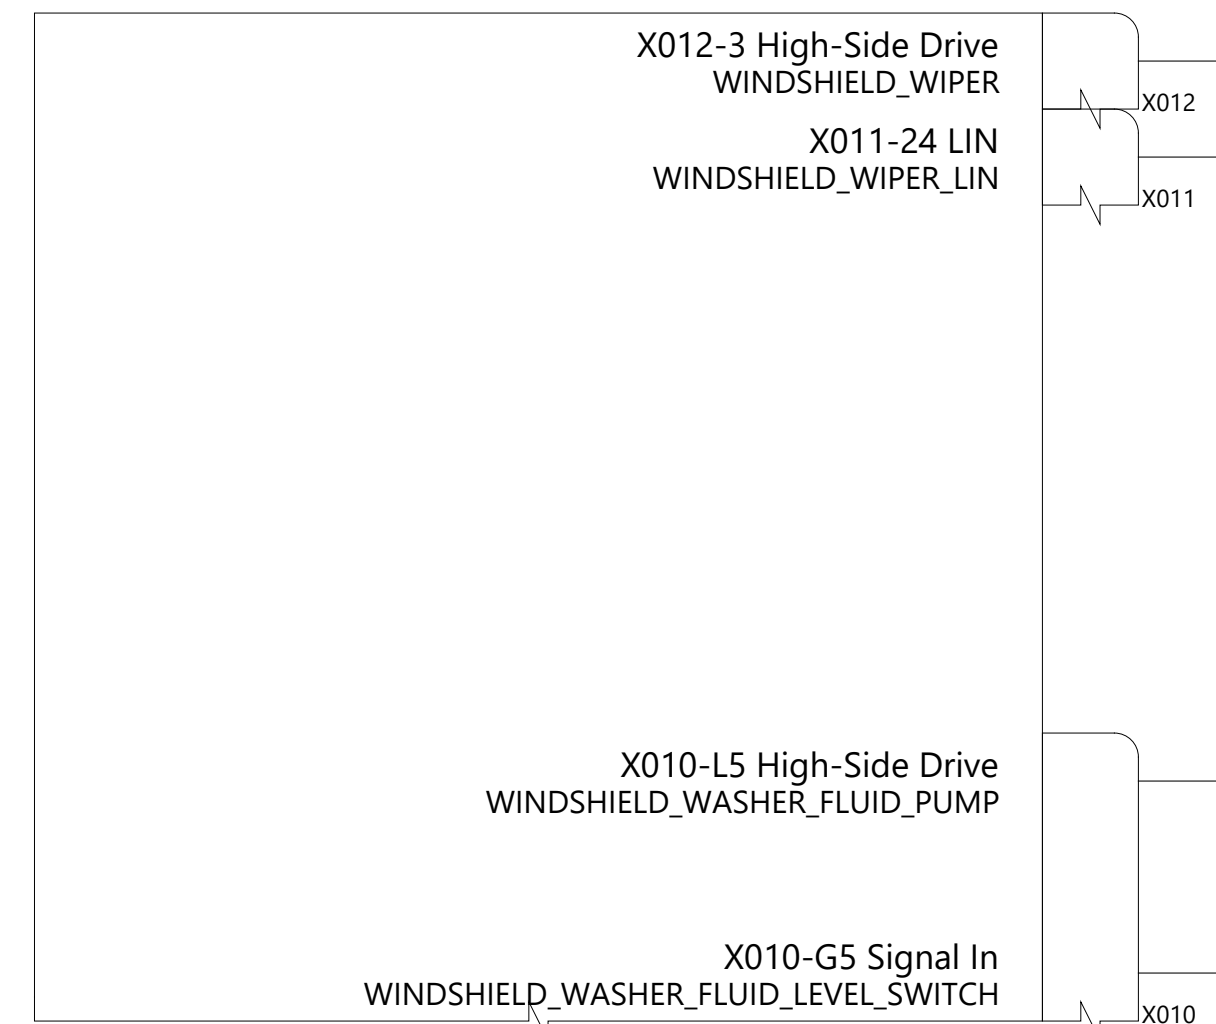 X012-3 High-Side Drive
WINDSHIELD_WIPER
X012
X011-24 LIN
WINDSHIELD_WIPER_LIN
X011
X010-L5 High-Side Drive
WINDSHIELD_WASHER_FLUID_PUMP
X010-G5 Signal In
WINDSHIELD_WASHER_FLUID_LEVEL_SWITCH
X010